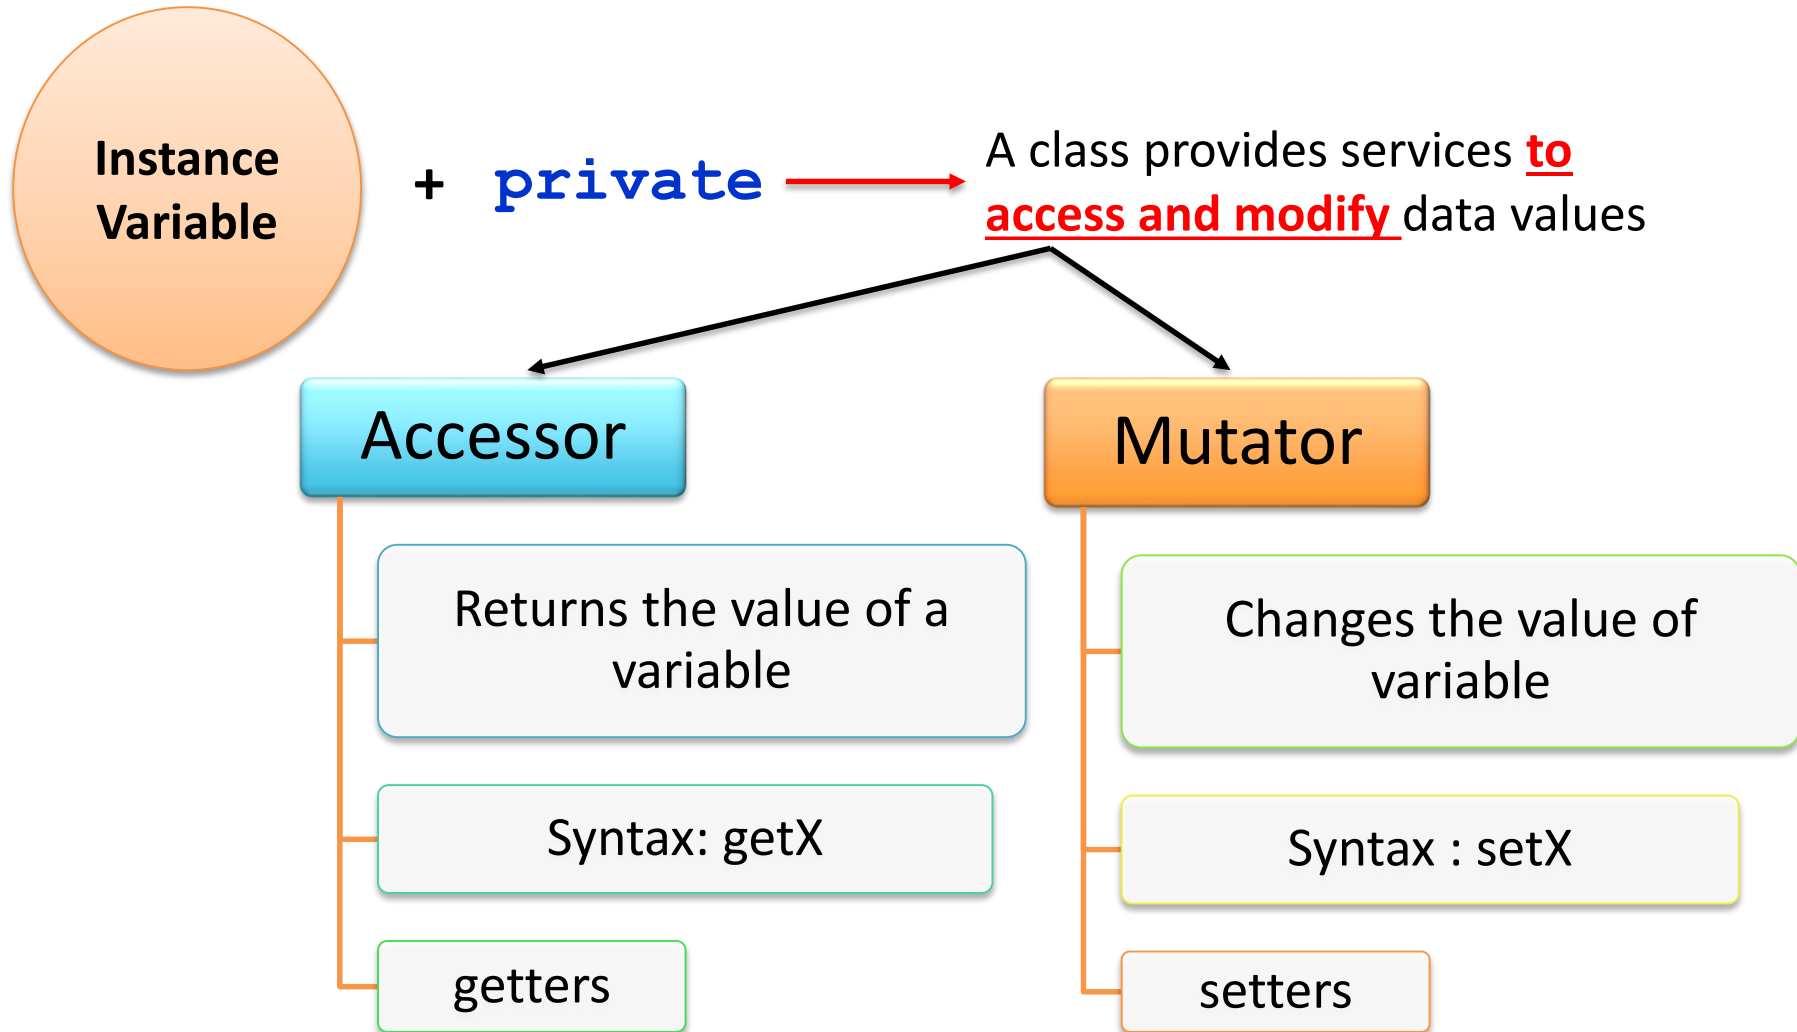 Instance
Variable
+ private
A class provides services to
access and modify data values
Accessor
Returns the value of a
variable
Syntax: getX
getters
Mutator
Changes the value of
variable
Syntax : setX
setters